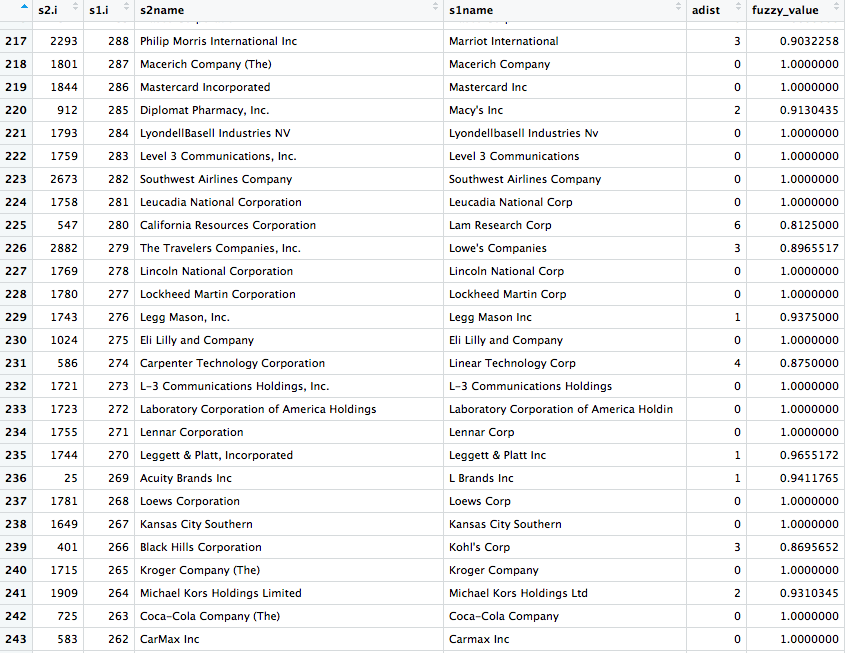 s2.i s1.i s2name s1name adist fuzzy_value
217 2293 288 Philip Morris International Inc Marriot International 3 0.9032258
218 1801 287 Macerich Company (The) Macerich Company 0 1.0000000
219 1844 286 Mastercard Incorporated Mastercard Inc 0 1.0000000
220 912 285 Diplomat Pharmacy, Inc. Macy's Inc 2 0.9130435
221 1793 284 LyondellBasell Industries NV Lyondellbasell Industries Nv 0 1.0000000
222 1759 283 Level 3 Communications, Inc. Level 3 Communications 0 1.0000000
223 2673 282 Southwest Airlines Company Southwest Airlines Company 0 1.0000000
224 1758 281 Leucadia National Corporation Leucadia National Corp 0 1.0000000
225 547 280 California Resources Corporation Lam Research Corp 6 0.8125000
226 2882 279 The Travelers Companies, Inc. Lowe's Companies 3 0.8965517
227 1769 278 Lincoln National Corporation Lincoln National Corp 0 1.0000000
228 1780 277 Lockheed Martin Corporation Lockheed Martin Corp 0 1.0000000
229 1743 276 Legg Mason, Inc. Legg Mason Inc 1 0.9375000
230 1024 275 Eli Lilly and Company Eli Lilly and Company 0 1.0000000
231 586 274 Carpenter Technology Corporation Linear Technology Corp 4 0.8750000
232 1721 273 L-3 Communications Holdings, Inc. L-3 Communications Holdings 0 1.0000000
233 1723 272 Laboratory Corporation of America Holdings Laboratory Corporation of America Holdin 0 1.0000000
234 1755 271 Lennar Corporation Lennar Corp 0 1.0000000
235 1744 270 Leggett & Platt, Incorporated Leggett & Platt Inc 1 0.9655172
236 25 269 Acuity Brands Inc L Brands Inc 1 0.9411765
237 1781 268 Loews Corporation Loews Corp 0 1.0000000
238 1649 267 Kansas City Southern Kansas City Southern 0 1.0000000
239 401 266 Black Hills Corporation Kohl's Corp 3 0.8695652
240 1715 265 Kroger Company (The) Kroger Company 0 1.0000000
241 1909 264 Michael Kors Holdings Limited Michael Kors Holdings Ltd 2 0.9310345
242 725 263 Coca-Cola Company (The) Coca-Cola Company 0 1.0000000
243 583 262 CarMax Inc Carmax Inc 0 1.0000000